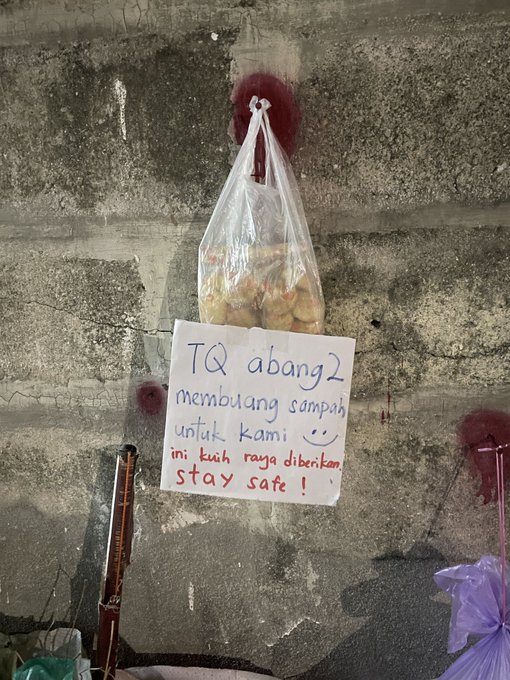 TQ abang2
membuang sampah
untuk kami
ini kuih raya diberikan.
stay safe !